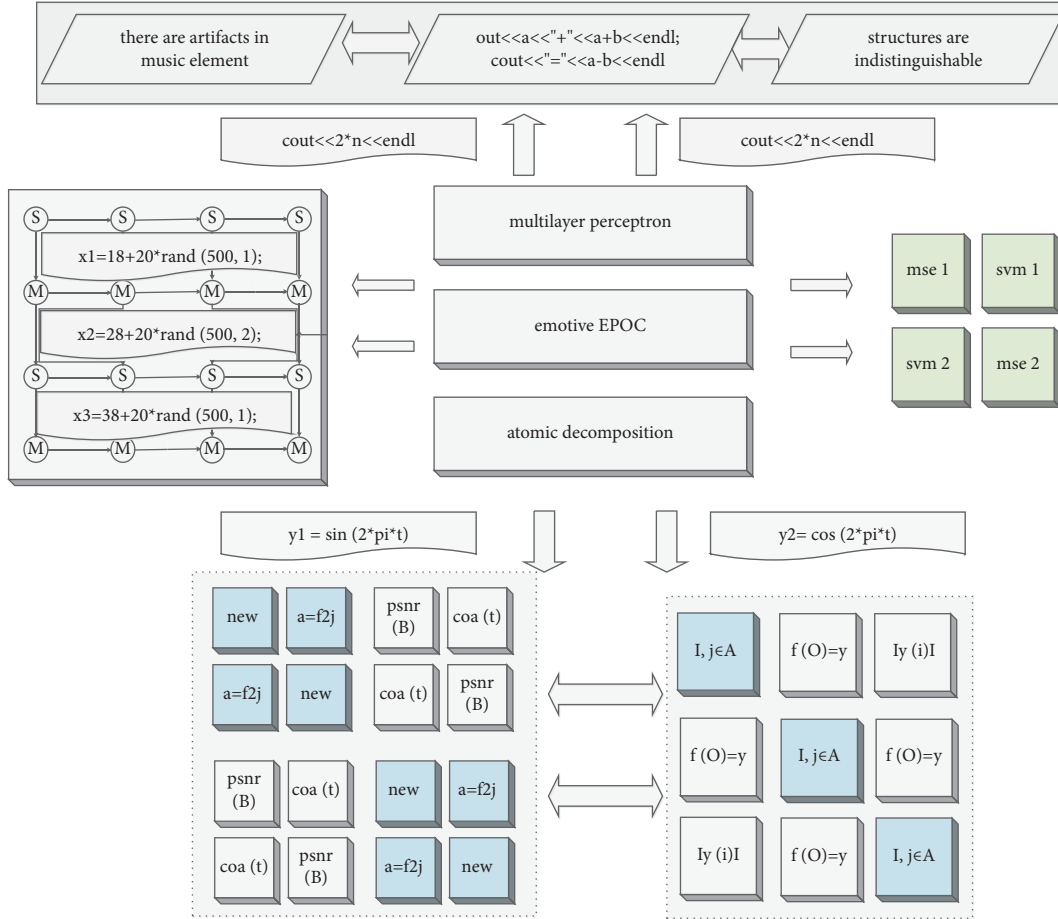 there are artifacts in
music element
out<<a<<"+"<<a+b<<endl;
cout<<"="<<a-b<<endl
structures are
indistinguishable
cout<<2*n<<endl
cout<<2*n<<endl
multilayer perceptron
emotive EPOC
atomic decomposition
S S S S
x1=18+20*rand (500, 1);
M M M M
x2=28+20*rand (500, 2);
S S S S
x3=38+20*rand (500, 1);
M M M M
mse 1 svm 1
svm 2 mse 2
y1 = sin (2*pi*t)
y2= cos (2*pi*t)
new a=f2j psnr
(B) coa (t)
a=f2j new coa (t) psnr
(B)
psnr
(B) coa (t) new a=f2j
coa (t) psnr
(B) a=f2j new
I, j∈A f (O)=y Iy (i)I
f (O)=y I, j∈A f (O)=y
Iy (i)I f (O)=y I, j∈A